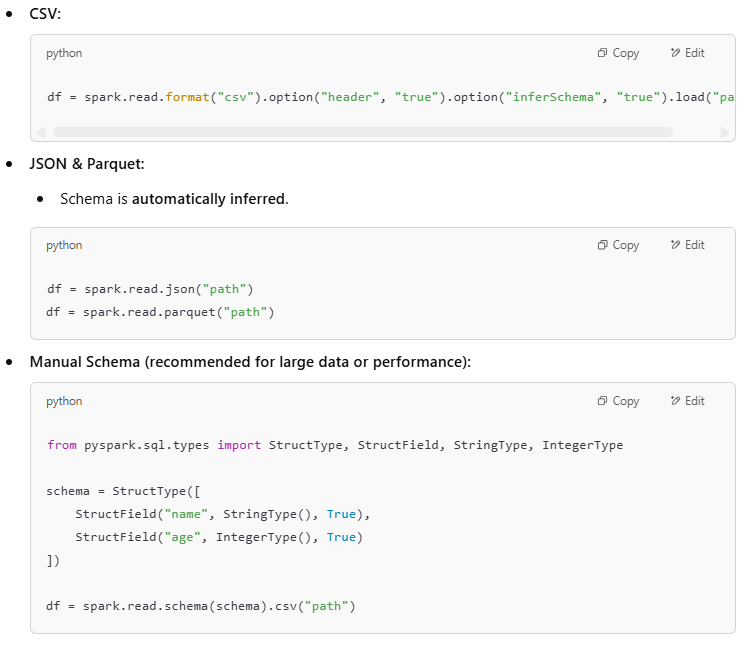 CSV:
python Copy Edit
df = spark.read.format("csv").option("header", "true").option("inferSchema", "true").load("pa
JSON & Parquet:
Schema is automatically inferred.
python Copy Edit
df = spark.read.json("path")
df = spark.read.parquet("path")
Manual Schema (recommended for large data or performance):
python Copy Edit
from pyspark.sql.types import StructType, StructField, StringType, IntegerType
schema = StructType([
    StructField("name", StringType(), True),
    StructField("age", IntegerType(), True)
])
df = spark.read.schema(schema).csv("path")